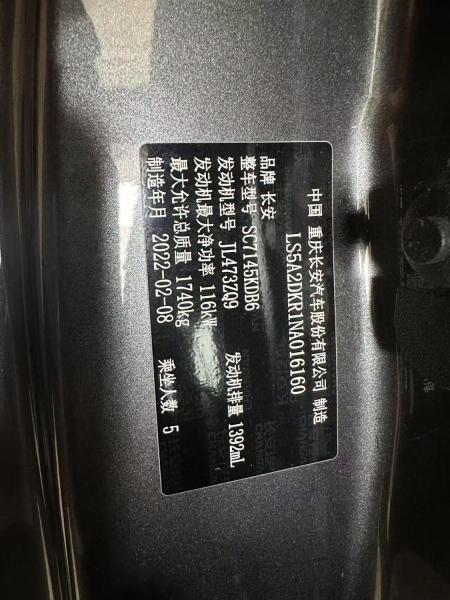 中国 重庆长安汽车股份有限公司 制造
LS5A2DKR1NA016160
品牌 长安
整车型号 SC7145KDB6
发动机型号 JL473ZQ9 发动机排量 1392mL
发动机最大净功率 116kW
最大允许总质量 1740kg
制造年月 2022-02-08 乘坐人数 5